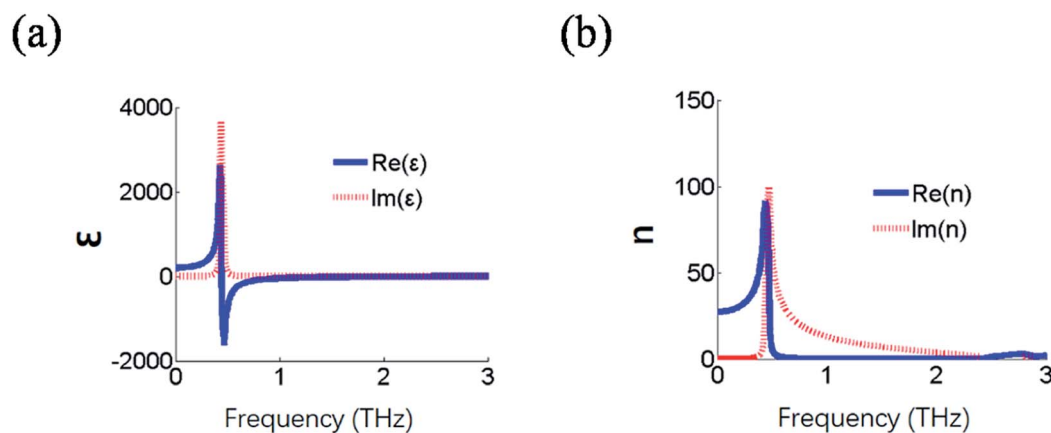 (a)
4000
2000
0
-2000
ε
Re(ε)
Im(ε)
0 1 2 3
Frequency (THz)
(b)
150
100
50
0
n
Re(n)
Im(n)
0 1 2 3
Frequency (THz)